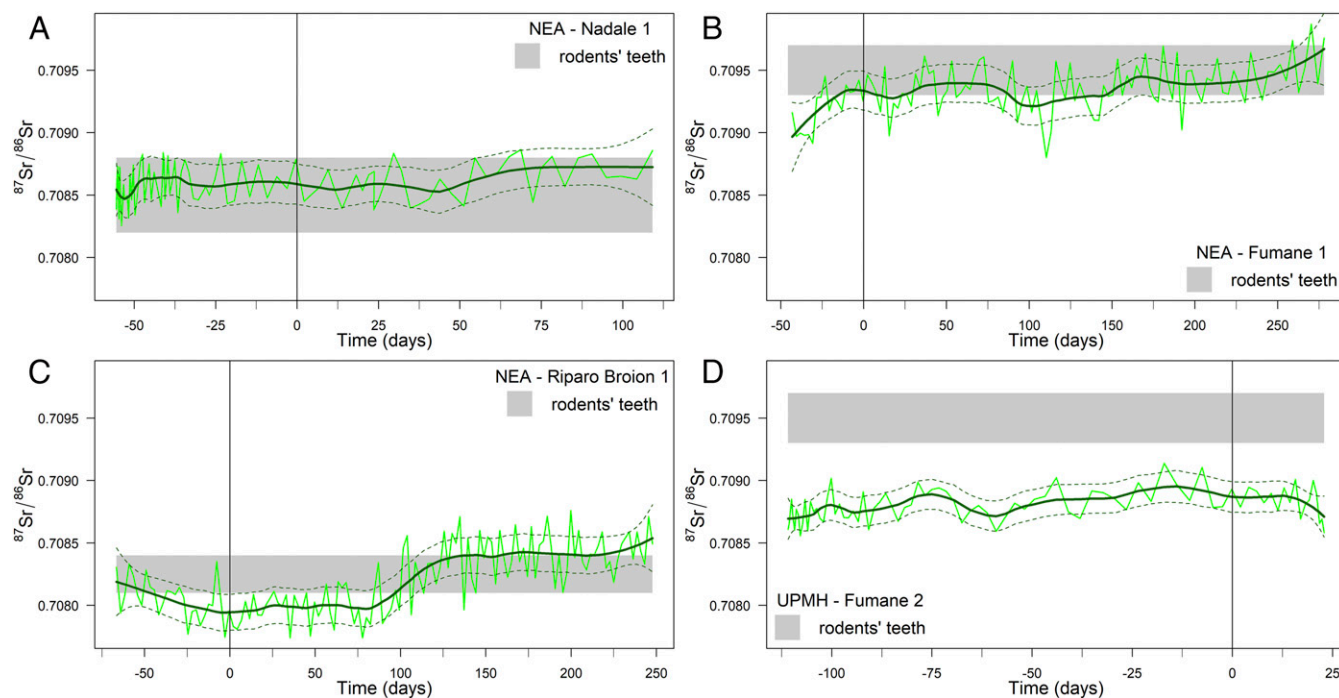 A
NEA - Nadale 1
rodents' teeth
87Sr/86Sr
0.7095
0.7090
0.7085
0.7080
-50 -25 0 25 50 75 100
Time (days)
B
NEA - Fumane 1
rodents' teeth
87Sr/86Sr
0.7095
0.7090
0.7085
0.7080
-50 0 50 100 150 200 250
Time (days)
C
NEA - Riparo Broion 1
rodents' teeth
87Sr/86Sr
0.7095
0.7090
0.7085
0.7080
-50 0 50 100 150 200 250
Time (days)
D
UPMH - Fumane 2
rodents' teeth
87Sr/86Sr
0.7095
0.7090
0.7085
0.7080
-100 -75 -50 -25 0 25
Time (days)